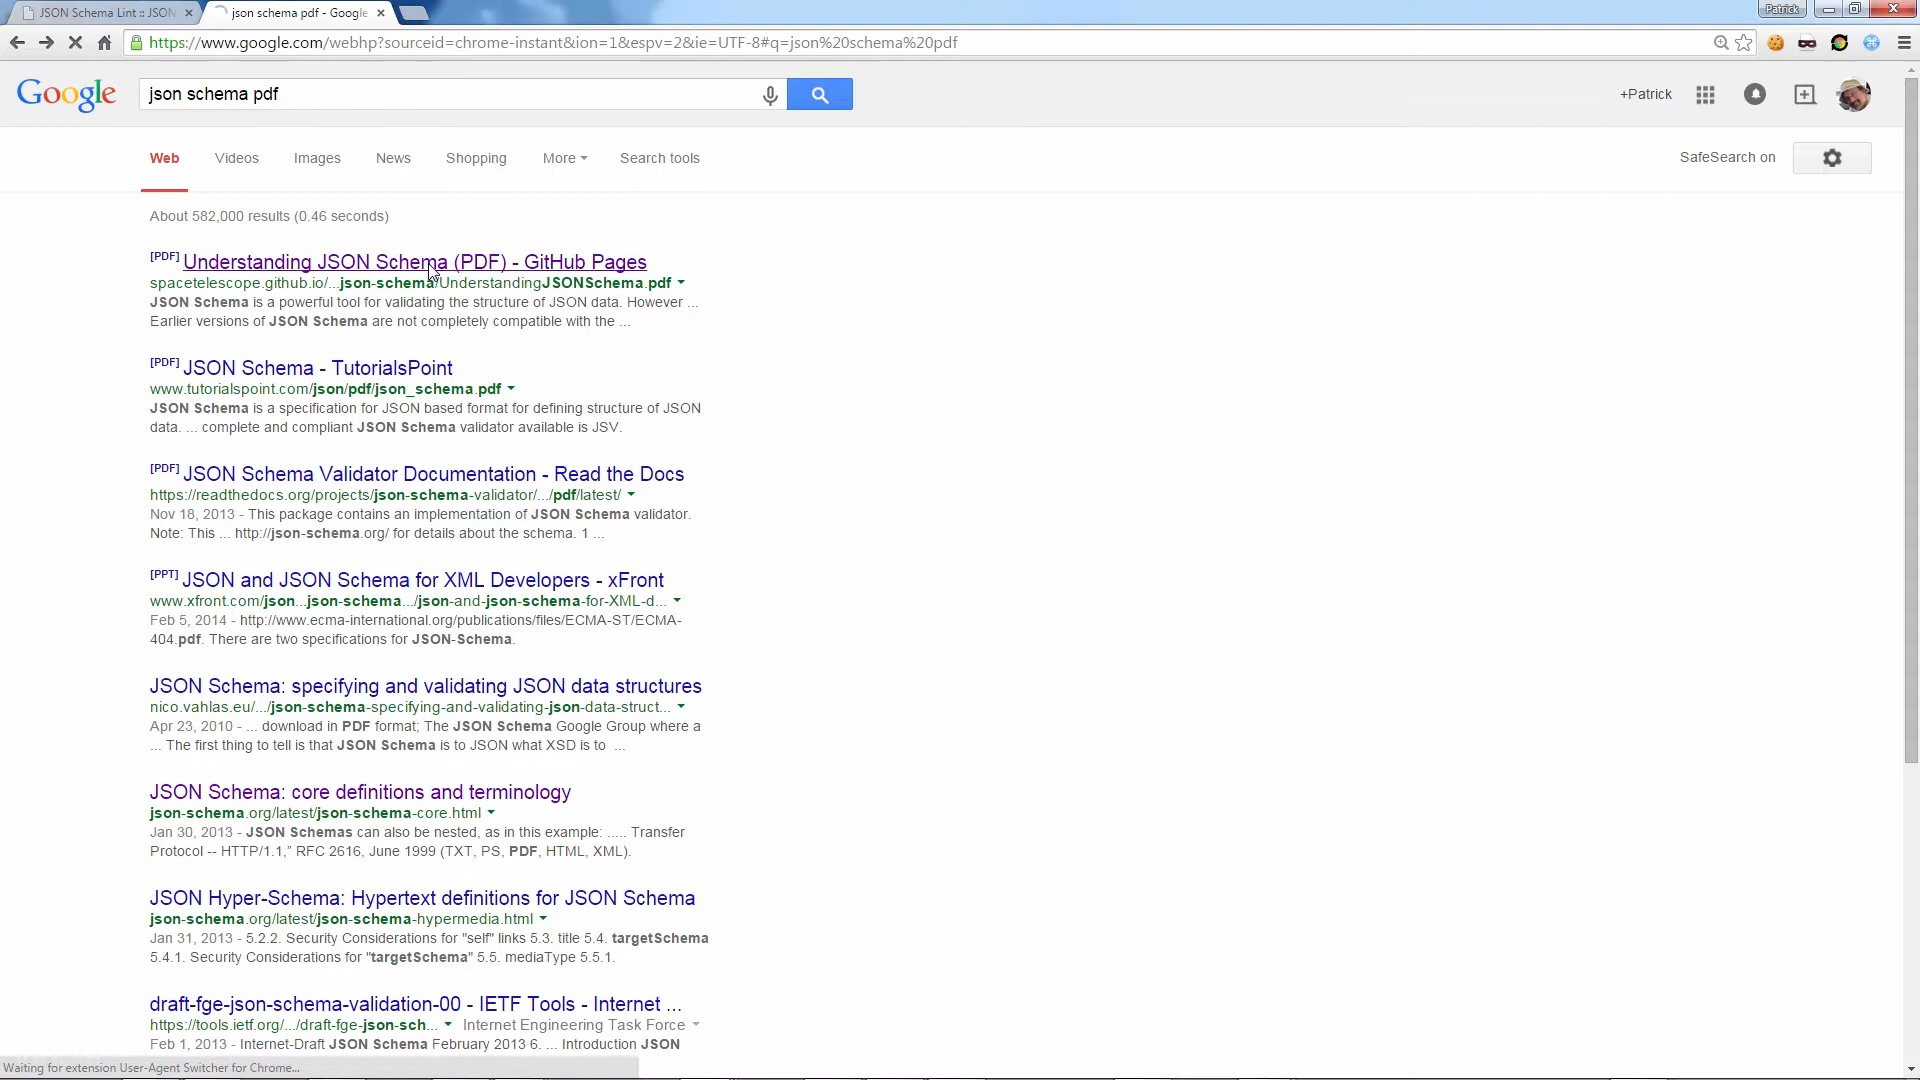 JSON Schema Lint :: JSON
json schema pdf - Google
Patrick
https://www.google.com/webhp?sourceid=chrome-instant&ion=1&espv=2&ie=UTF-8#q=json%20schema%20pdf
Google
json schema pdf
+Patrick
Web
Videos
Images
News
Shopping
More
Search tools
SafeSearch on
About 582,000 results (0.46 seconds)
[PDF] Understanding JSON Schema (PDF) - GitHub Pages
spacetelescope.github.io/...json-schema/UnderstandingJSONSchema.pdf
JSON Schema is a powerful tool for validating the structure of JSON data. However ...
Earlier versions of JSON Schema are not completely compatible with the ...
[PDF] JSON Schema - TutorialsPoint
www.tutorialspoint.com/json/pdf/json_schema.pdf
JSON Schema is a specification for JSON based format for defining structure of JSON
data. ... complete and compliant JSON Schema validator available is JSV.
[PDF] JSON Schema Validator Documentation - Read the Docs
https://readthedocs.org/projects/json-schema-validator/.../pdf/latest/
Nov 18, 2013 - This package contains an implementation of JSON Schema validator.
Note: This ... http://json-schema.org/ for details about the schema. 1 ...
[PPT] JSON and JSON Schema for XML Developers - xFront
www.xfront.com/json...json-schema.../json-and-json-schema-for-XML-d...
Feb 5, 2014 - http://www.ecma-international.org/publications/files/ECMA-ST/ECMA-
404.pdf. There are two specifications for JSON-Schema.
JSON Schema: specifying and validating JSON data structures
nico.vahlas.eu/.../json-schema-specifying-and-validating-json-data-struct...
Apr 23, 2010 - ... download in PDF format; The JSON Schema Google Group where a
... The first thing to tell is that JSON Schema is to JSON what XSD is to ...
JSON Schema: core definitions and terminology
json-schema.org/latest/json-schema-core.html
Jan 30, 2013 - JSON Schemas can also be nested, as in this example: ..... Transfer
Protocol -- HTTP/1.1,” RFC 2616, June 1999 (TXT, PS, PDF, HTML, XML).
JSON Hyper-Schema: Hypertext definitions for JSON Schema
json-schema.org/latest/json-schema-hypermedia.html
Jan 31, 2013 - 5.2.2. Security Considerations for "self" links 5.3. title 5.4. targetSchema
5.4.1. Security Considerations for "targetSchema" 5.5. mediaType 5.5.1.
draft-fge-json-schema-validation-00 - IETF Tools - Internet ...
https://tools.ietf.org/.../draft-fge-json-sch... Internet Engineering Task Force
Feb 1, 2013 - Internet-Draft JSON Schema February 2013 6. ... Introduction JSON
Waiting for extension User-Agent Switcher for Chrome...